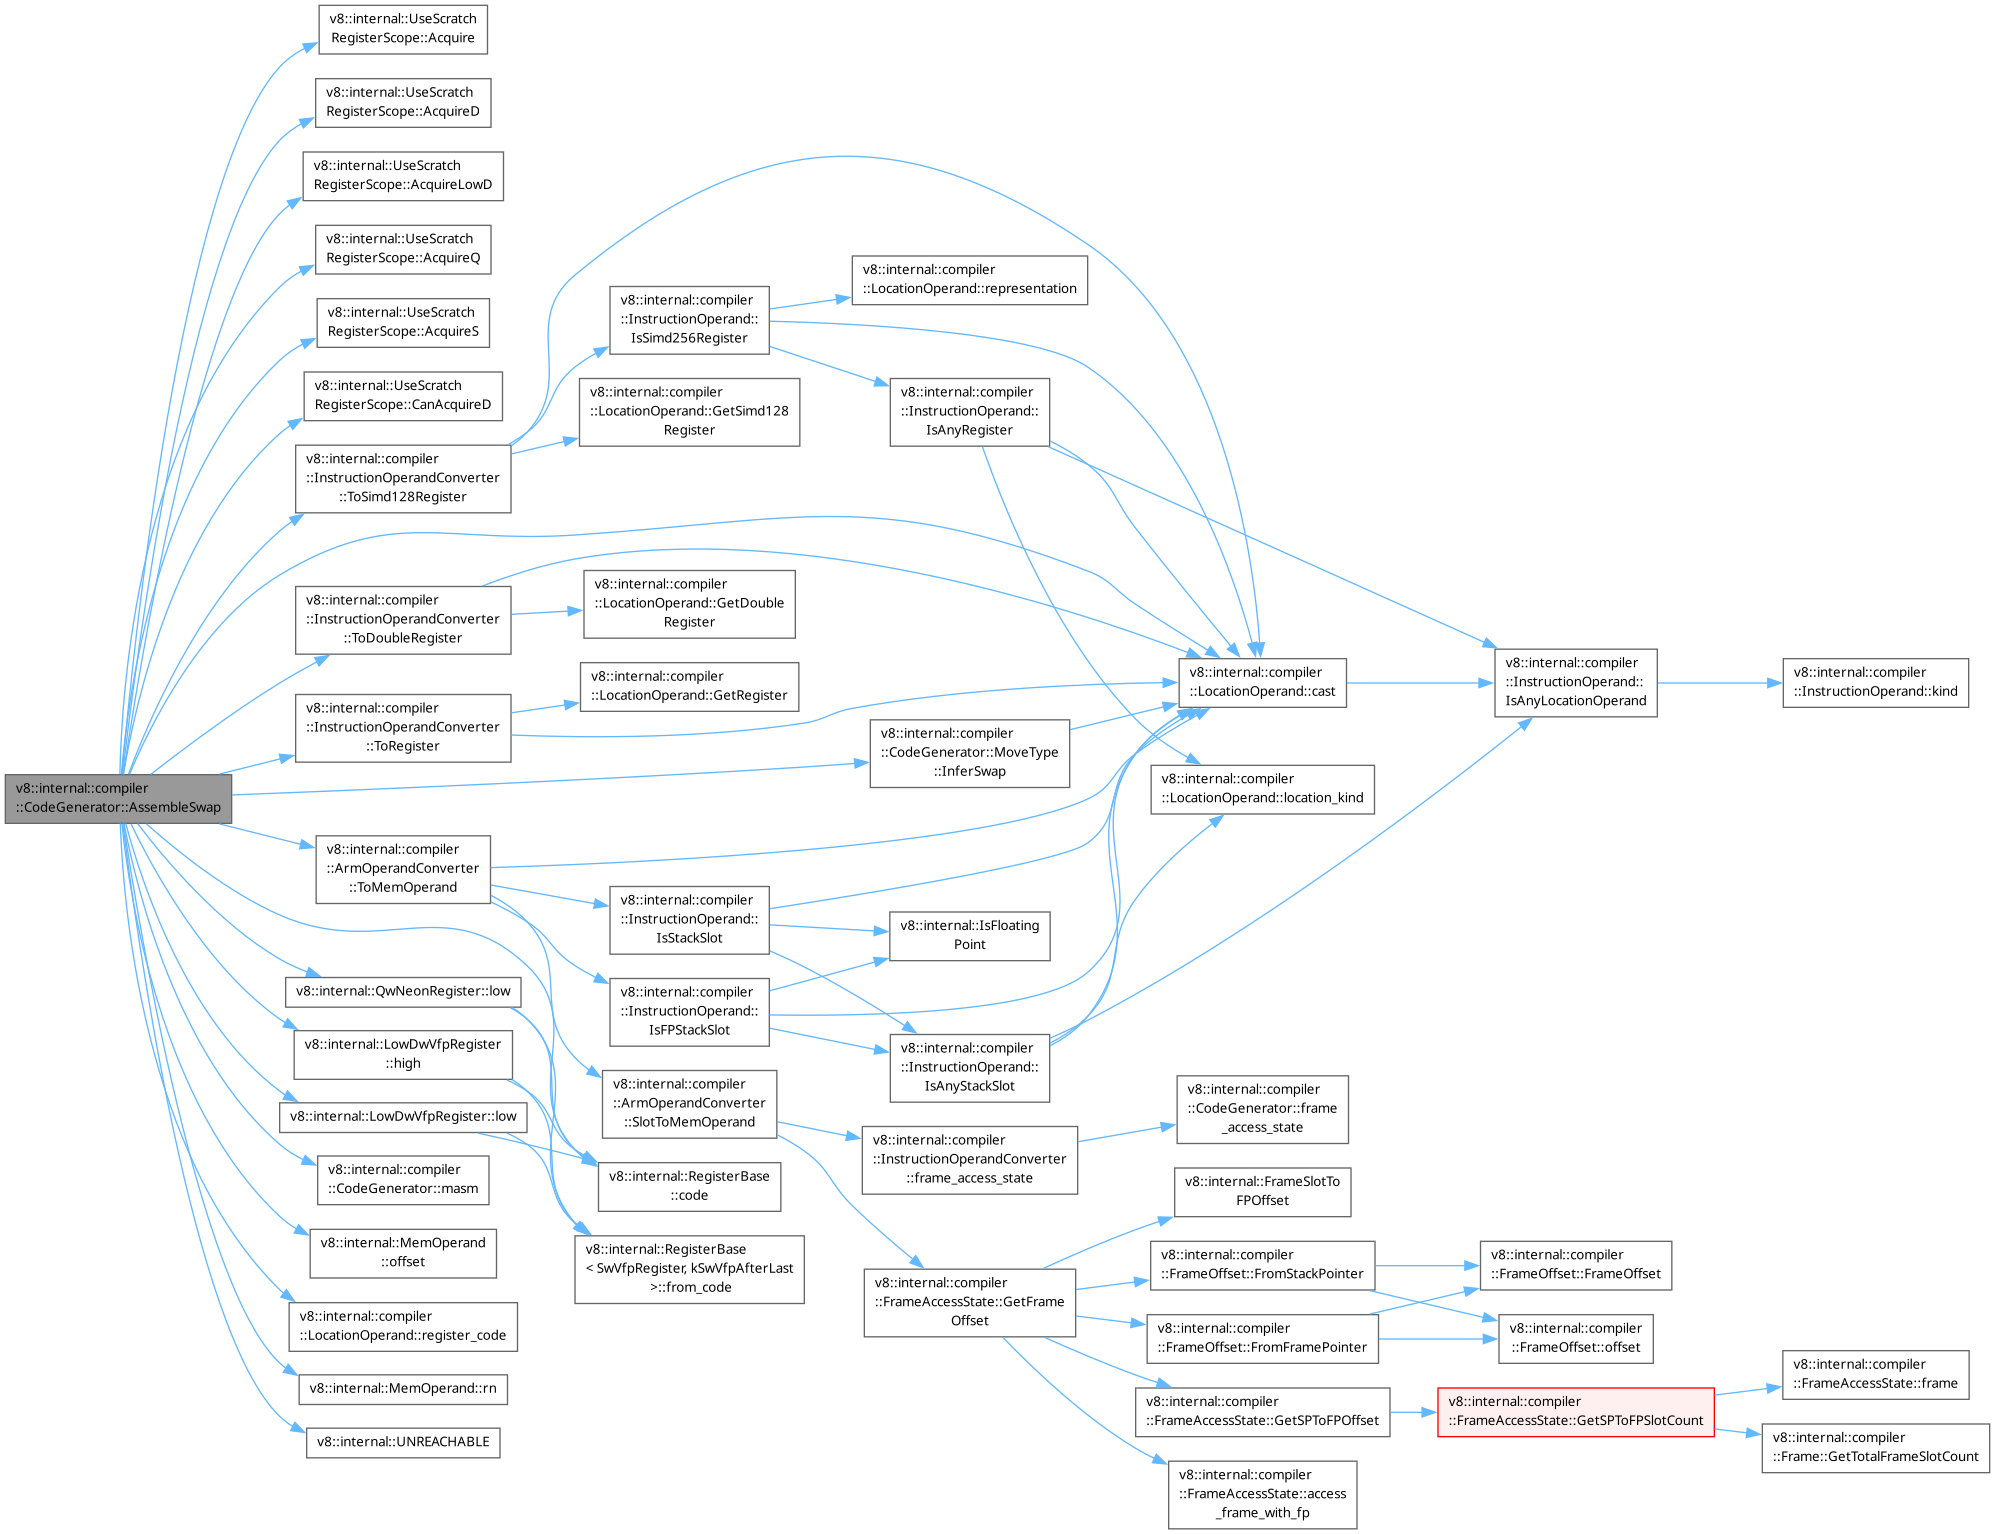 v8::internal::UseScratch
RegisterScope::Acquire
v8::internal::UseScratch
RegisterScope::AcquireD
v8::internal::UseScratch
RegisterScope::AcquireLowD
v8::internal::UseScratch
RegisterScope::AcquireQ
v8::internal::UseScratch
RegisterScope::AcquireS
v8::internal::UseScratch
RegisterScope::CanAcquireD
v8::internal::compiler
::InstructionOperandConverter
::ToSimd128Register
v8::internal::compiler
::InstructionOperandConverter
::ToDoubleRegister
v8::internal::compiler
::InstructionOperandConverter
::ToRegister
v8::internal::compiler
::CodeGenerator::AssembleSwap
v8::internal::compiler
::ArmOperandConverter
::ToMemOperand
v8::internal::QwNeonRegister::low
v8::internal::LowDwVfpRegister
::high
v8::internal::LowDwVfpRegister::low
v8::internal::compiler
::CodeGenerator::masm
v8::internal::MemOperand
::offset
v8::internal::compiler
::LocationOperand::register_code
v8::internal::MemOperand::rn
v8::internal::UNREACHABLE
v8::internal::compiler
::InstructionOperand::
IsSimd256Register
v8::internal::compiler
::LocationOperand::GetSimd128
Register
v8::internal::compiler
::LocationOperand::GetDouble
Register
v8::internal::compiler
::LocationOperand::GetRegister
v8::internal::compiler
::InstructionOperand::
IsStackSlot
v8::internal::compiler
::InstructionOperand::
IsFPStackSlot
v8::internal::compiler
::ArmOperandConverter
::SlotToMemOperand
v8::internal::RegisterBase
::code
v8::internal::RegisterBase
< SwVfpRegister, kSwVfpAfterLast
>::from_code
v8::internal::compiler
::LocationOperand::representation
v8::internal::compiler
::InstructionOperand::
IsAnyRegister
v8::internal::compiler
::CodeGenerator::MoveType
::InferSwap
v8::internal::IsFloating
Point
v8::internal::compiler
::InstructionOperand::
IsAnyStackSlot
v8::internal::compiler
::InstructionOperandConverter
::frame_access_state
v8::internal::compiler
::FrameAccessState::GetFrame
Offset
v8::internal::compiler
::LocationOperand::cast
v8::internal::compiler
::LocationOperand::location_kind
v8::internal::compiler
::CodeGenerator::frame
_access_state
v8::internal::FrameSlotTo
FPOffset
v8::internal::compiler
::FrameOffset::FromStackPointer
v8::internal::compiler
::FrameOffset::FromFramePointer
v8::internal::compiler
::FrameAccessState::GetSPToFPOffset
v8::internal::compiler
::FrameAccessState::access
_frame_with_fp
v8::internal::compiler
::InstructionOperand::
IsAnyLocationOperand
v8::internal::compiler
::FrameOffset::FrameOffset
v8::internal::compiler
::FrameOffset::offset
v8::internal::compiler
::FrameAccessState::GetSPToFPSlotCount
v8::internal::compiler
::InstructionOperand::kind
v8::internal::compiler
::FrameAccessState::frame
v8::internal::compiler
::Frame::GetTotalFrameSlotCount